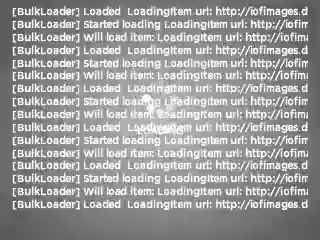 [BulkLoader] Loaded LoadingItem url: http://iofimages.d
[BulkLoader] Started loading LoadingItem url: http://iofir
[BulkLoader] Will load item: LoadingItem url: http://iofima
[BulkLoader] Loaded LoadingItem url: http://iofimages.d
[BulkLoader] Started loading LoadingItem url: http://iofir
[BulkLoader] Will load item: LoadingItem url: http://iofima
[BulkLoader] Loaded LoadingItem url: http://iofimages.d
[BulkLoader] Started loading LoadingItem url: http://iofir
[BulkLoader] Will load item: LoadingItem url: http://iofima
[BulkLoader] Loaded LoadingItem url: http://iofimages.d
[BulkLoader] Started loading LoadingItem url: http://iofir
[BulkLoader] Will load item: LoadingItem url: http://iofima
[BulkLoader] Loaded LoadingItem url: http://iofimages.d
[BulkLoader] Started loading LoadingItem url: http://iofir
[BulkLoader] Will load item: LoadingItem url: http://iofima
[BulkLoader] Loaded LoadingItem url: http://iofimages.d